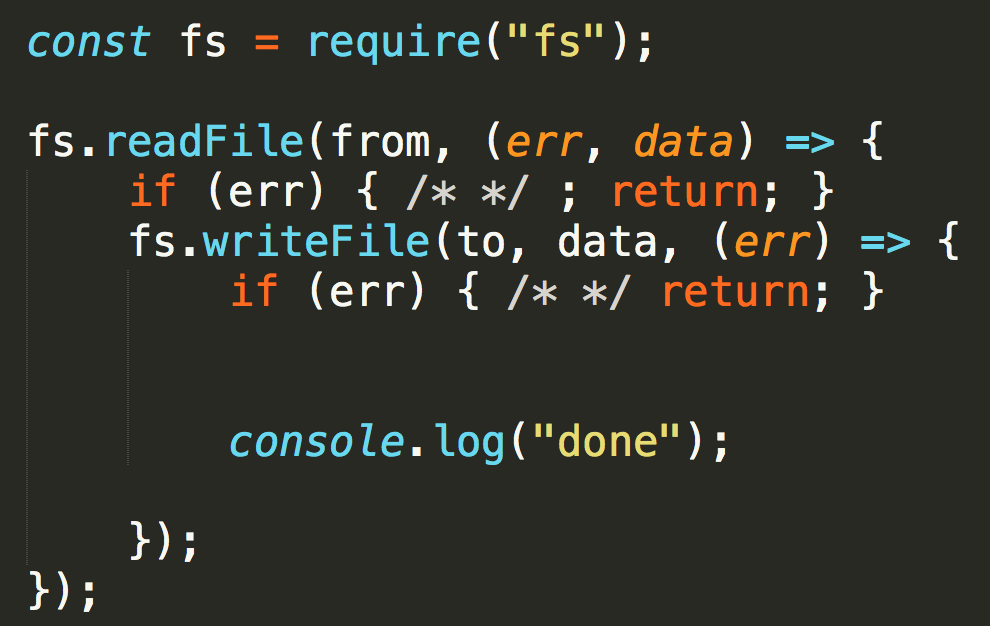 const fs = require("fs");
fs.readFile(from, (err, data) => {
if (err) { /* */ ; return; }
fs.writeFile(to, data, (err) => {
if (err) { /* */ return; }
console.log("done");
});
});